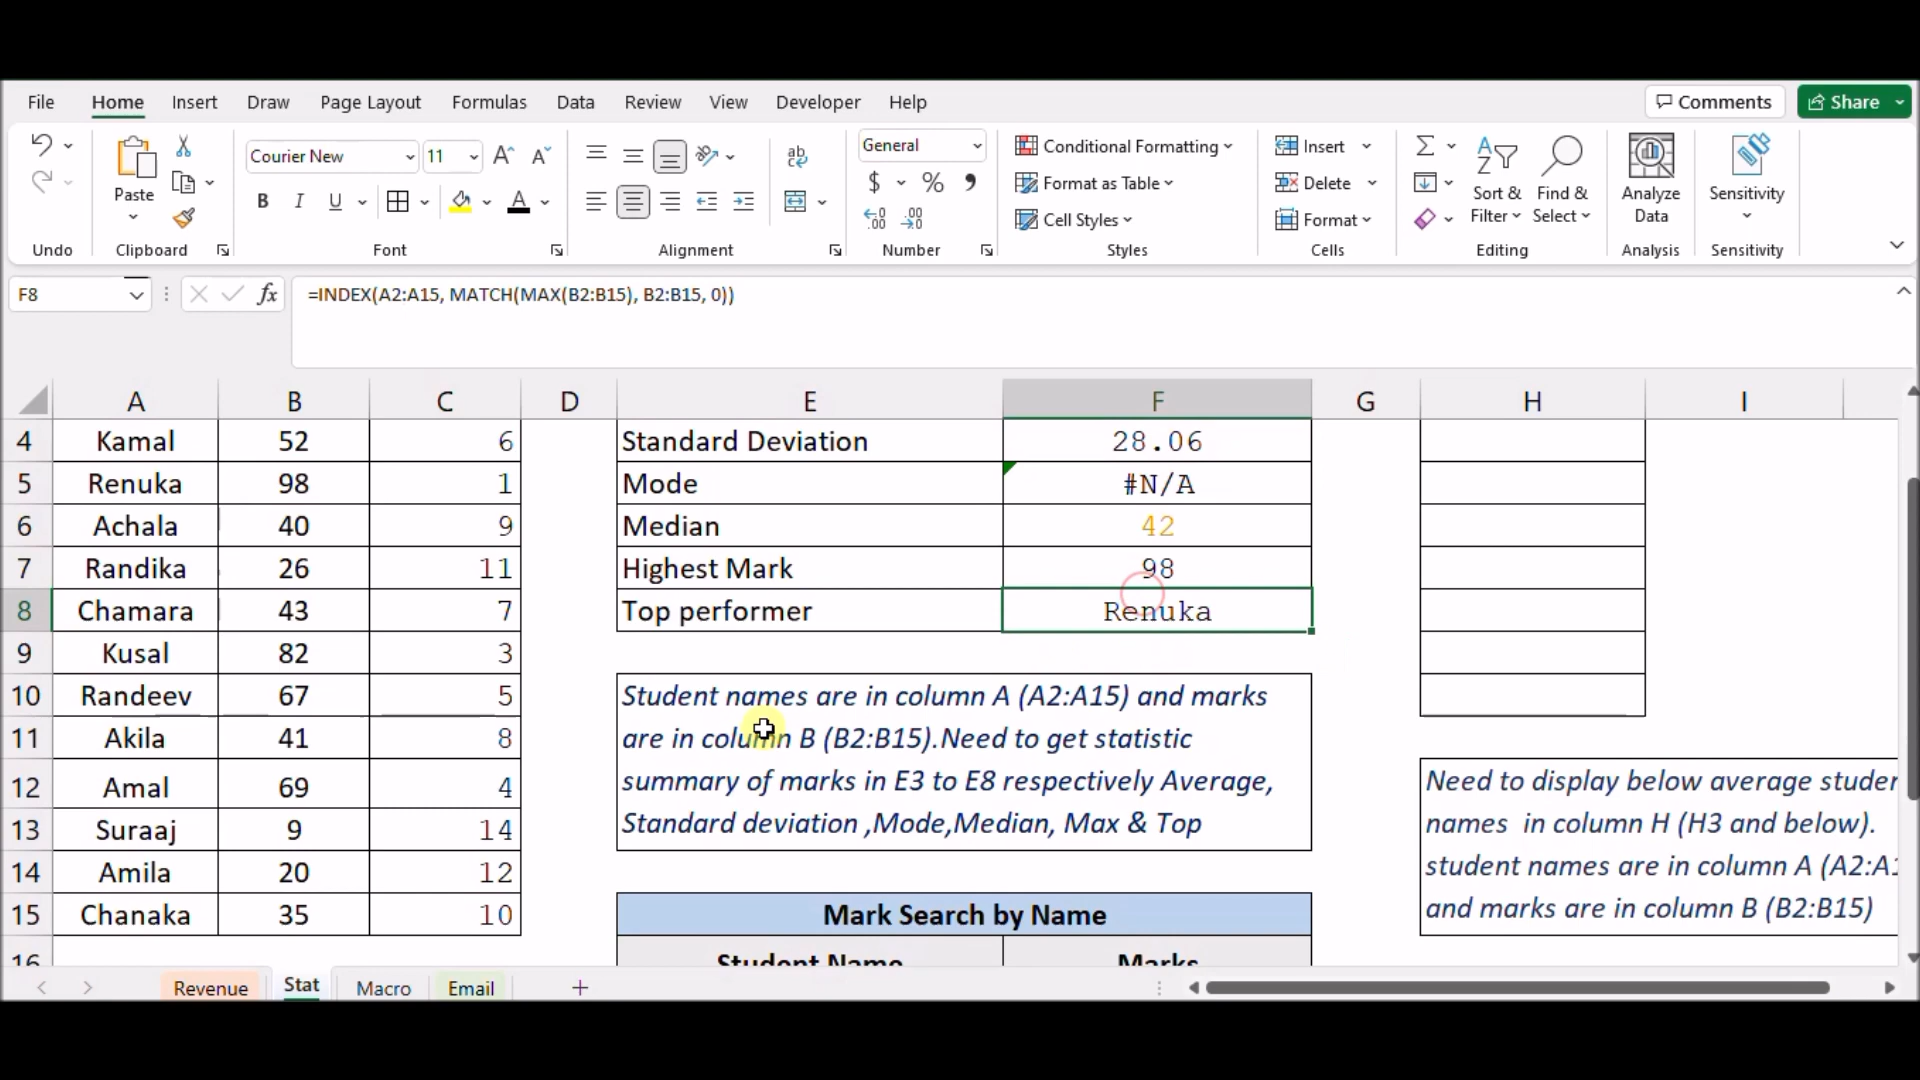 File Home Insert Draw Page Layout Formulas Data Review View Developer Help Comments Share
Courier New 11 General Conditional Formatting Insert
Paste Format as Table Delete Sort & Filter Find & Select Analyze Data Sensitivity
B I U $ % Cell Styles Format
Undo Clipboard Font Alignment Number Styles Cells Editing Analysis Sensitivity
F8 fx =INDEX(A2:A15, MATCH(MAX(B2:B15), B2:B15, 0))
A B C D E F G H I
4 Kamal 52 6 Standard Deviation 28.06
5 Renuka 98 1 Mode #N/A
6 Achala 40 9 Median 42
7 Randika 26 11 Highest Mark 98
8 Chamara 43 7 Top performer Renuka
9 Kusal 82 3
10 Randeev 67 5 Student names are in column A (A2:A15) and marks
11 Akila 41 8 are in column B (B2:B15).Need to get statistic
12 Amal 69 4 summary of marks in E3 to E8 respectively Average, Need to display below average studer
13 Suraaj 9 14 Standard deviation ,Mode,Median, Max & Top names in column H (H3 and below).
14 Amila 20 12 student names are in column A (A2:A1
15 Chanaka 35 10 Mark Search by Name and marks are in column B (B2:B15)
16 Student Name Marks
Revenue Stat Macro Email